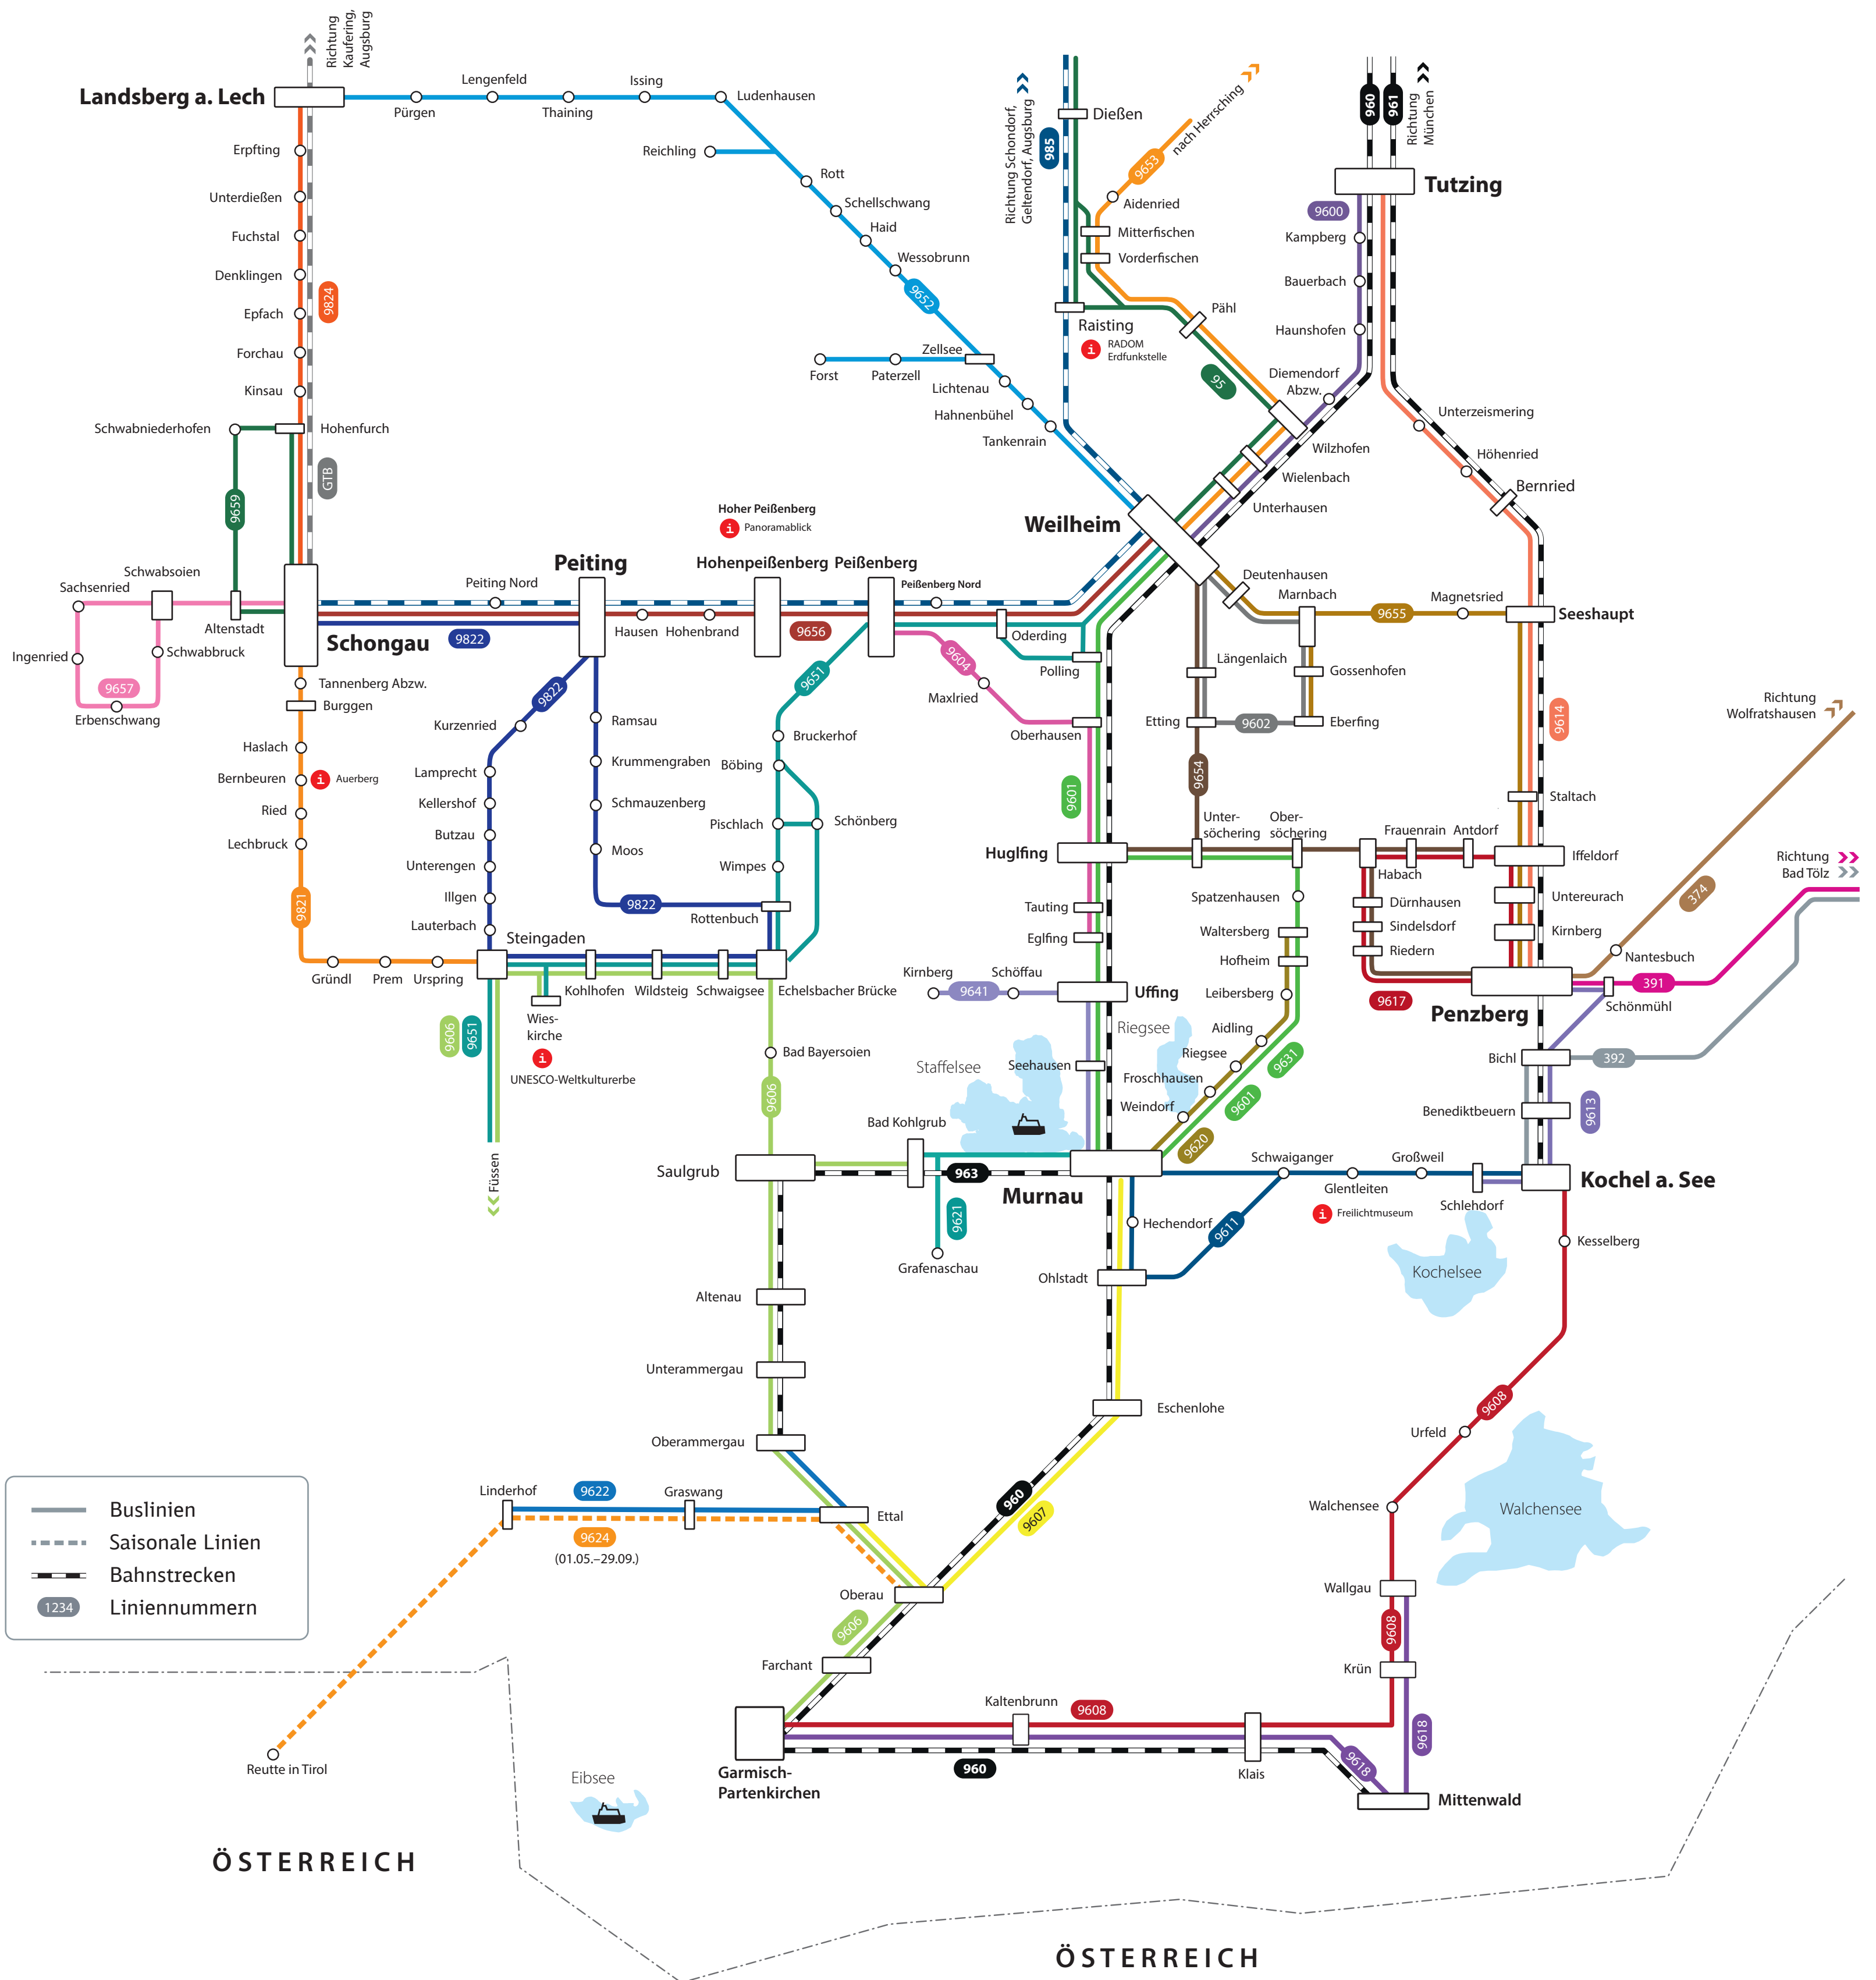 Richtung
Kaufering,
Augsburg
Landsberg a. Lech
Pürgen
Lengenfeld
Thaining
Issing
Ludenhausen
Reichling
Rott
Schellschwang
Haid
Wessobrunn
9652
Zellsee
Forst
Paterzell
Lichtenau
Hahnenbühel
Tankenrain
Erpfting
Unterdießen
Fuchstal
Denklingen
9824
Epfach
Forchau
Kinsau
Schwabniederhofen
Hohenfurch
GTB
9659
Richtung Schondorf,
Geltendorf, Augsburg
985
Dießen
nach Herrsching
9653
Aidenried
Mitterfischen
Vorderfischen
Raisting
i
RADOM
Erdfunkstelle
Pähl
95
960
961
Richtung
München
Tutzing
9600
Kampberg
Bauerbach
Haunshofen
Diemendorf
Abzw.
Wilzhofen
Wielenbach
Unterhausen
Unterzeismering
Höhenried
Bernried
Weilheim
Hoher Peißenberg
i
Panoramablick
Sachsenried
Schwabsoien
Ingenried
Schwabbruck
9657
Erbenschwang
Altenstadt
Schongau
Peiting Nord
9822
Peiting
Hausen
Hohenbrand
Hohenpeißenberg
9656
Peißenberg
Peißenberg Nord
Oderding
Polling
9604
Maxlried
Oberhausen
9651
Deutenhausen
Marnbach
9655
Magnetsried
Seeshaupt
Längenlaich
Gossenhofen
Etting
9602
Eberfing
9654
9601
9614
Staltach
Richtung
Wolfratshausen
Tannenberg Abzw.
Burggen
Haslach
Bernbeuren
i
Auerberg
Ried
Lechbruck
9821
Gründl
Prem
Urspring
9822
Kurzenried
Lamprecht
Kellershof
Butzau
Unterengen
Illgen
Lauterbach
Steingaden
Ramsau
Krummengraben
Schmauzenberg
Moos
9822
Rottenbuch
Bruckerhof
Böbing
Pischlach
Schönberg
Wimpes
Kohlhofen
Wildsteig
Schwaigsee
Echelsbacher Brücke
Wies-
kirche
i
UNESCO-Weltkulturerbe
9606
9651
Füssen
Bad Bayersoien
9606
Huglfing
Unter-
söchering
Ober-
söchering
Frauenrain
Antdorf
Habach
Iffeldorf
Dürnhausen
Sindelsdorf
Riedern
Untereurach
Kirnberg
9617
Penzberg
Richtung
Bad Tölz
374
Nantesbuch
391
Schönmühl
Bichl
392
Benediktbeuern
9613
Tauting
Eglfing
Kirnberg
9641
Schöffau
Uffing
Spatzenhausen
Waltersberg
Hofheim
Leibersberg
Aidling
Riegsee
Riegsee
Froschhausen
Weindorf
9631
9601
9620
Staffelsee
Seehausen
Bad Kohlgrub
Saulgrub
963
9621
Grafenaschau
Murnau
Hechendorf
9611
Ohlstadt
Schwaiganger
Glentleiten
i
Freilichtmuseum
Großweil
Schlehdorf
Kochel a. See
Kochelsee
Kesselberg
Altenau
Unterammergau
Oberammergau
Eschenlohe
9608
Urfeld
Walchensee
Walchensee
Wallgau
9608
Krün
9618
Linderhof
9622
Graswang
Ettal
9624
(01.05.–29.09.)
960
9607
Oberau
9606
Farchant
Reutte in Tirol
Garmisch-
Partenkirchen
Kaltenbrunn
9608
960
Klais
9618
Mittenwald
Eibsee
Buslinien
Saisonale Linien
Bahnstrecken
1234
Liniennummern
ÖSTERREICH
ÖSTERREICH